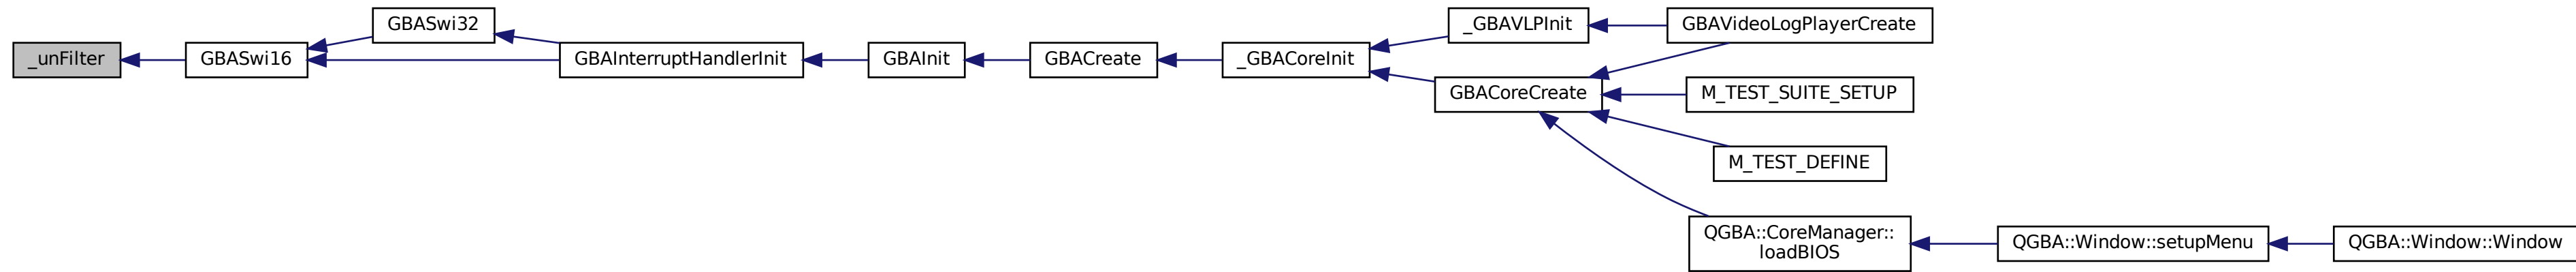 _unFilter
GBASwi16
GBASwi32
GBAInterruptHandlerInit
GBAInit
GBACreate
_GBACoreInit
_GBAVLPInit
GBAVideoLogPlayerCreate
GBACoreCreate
M_TEST_SUITE_SETUP
M_TEST_DEFINE
QGBA::CoreManager::
loadBIOS
QGBA::Window::setupMenu
QGBA::Window::Window